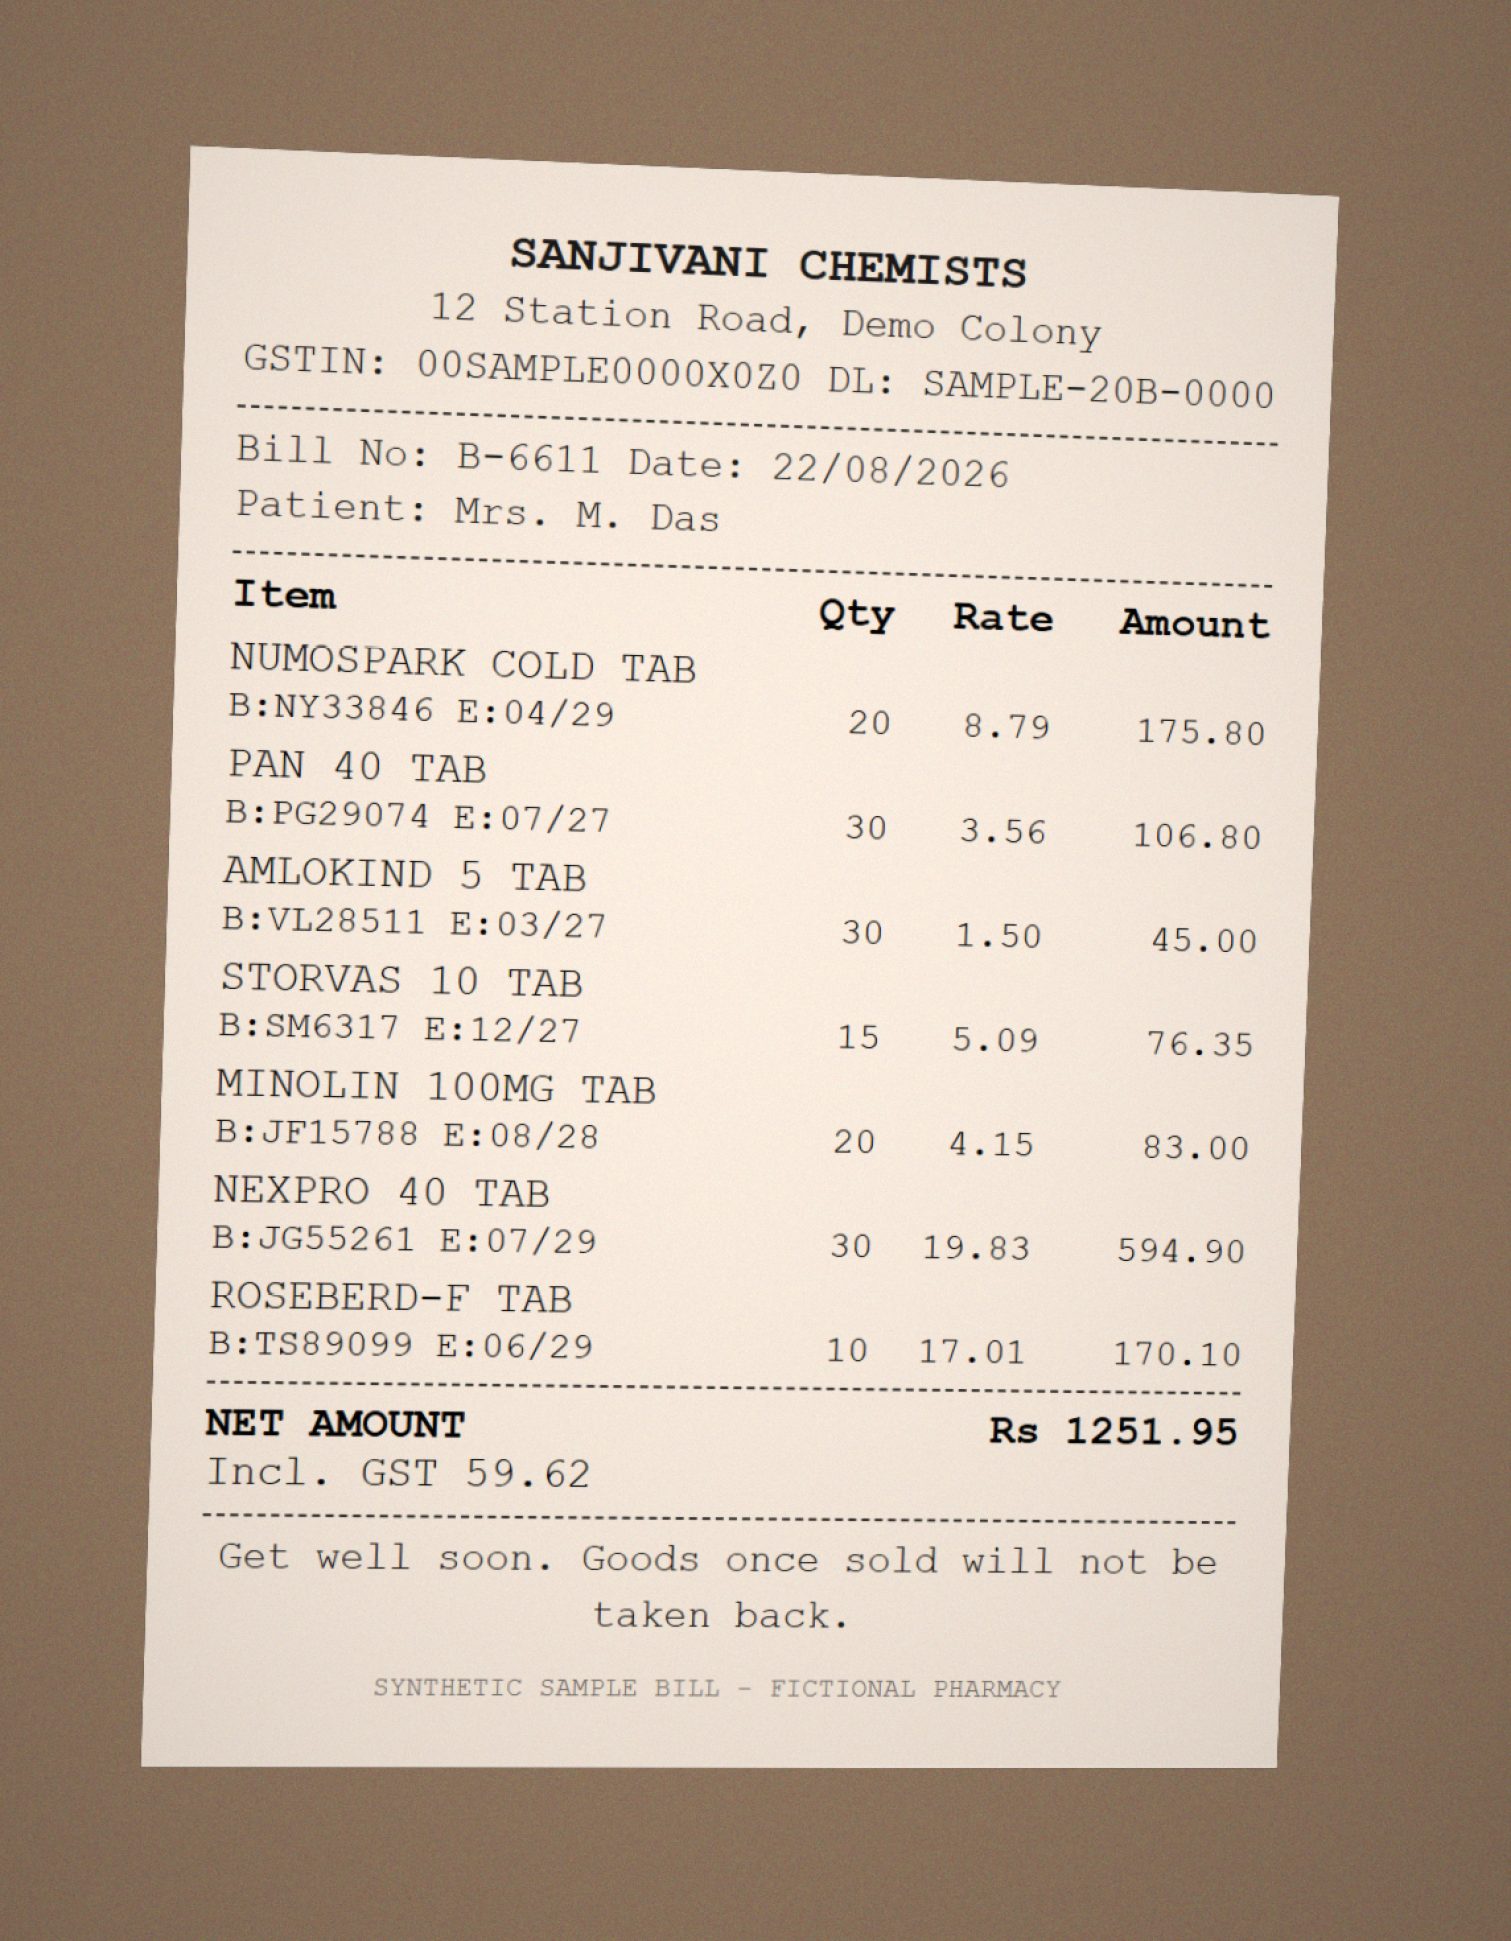 SANJIVANI CHEMISTS
12 Station Road, Demo Colony
GSTIN: 00SAMPLE0000X0Z0 DL: SAMPLE-20B-0000
Bill No: B-6611 Date: 22/08/2026
Patient: Mrs. M. Das
Item Qty Rate Amount
NUMOSPARK COLD TAB
B:NY33846 E:04/29 20 8.79 175.80
PAN 40 TAB
B:PG29074 E:07/27 30 3.56 106.80
AMLOKIND 5 TAB
B:VL28511 E:03/27 30 1.50 45.00
STORVAS 10 TAB
B:SM6317 E:12/27 15 5.09 76.35
MINOLIN 100MG TAB
B:JF15788 E:08/28 20 4.15 83.00
NEXPRO 40 TAB
B:JG55261 E:07/29 30 19.83 594.90
ROSEBERD-F TAB
B:TS89099 E:06/29 10 17.01 170.10
NET AMOUNT Rs 1251.95
Incl. GST 59.62
Get well soon. Goods once sold will not be
taken back.
SYNTHETIC SAMPLE BILL - FICTIONAL PHARMACY